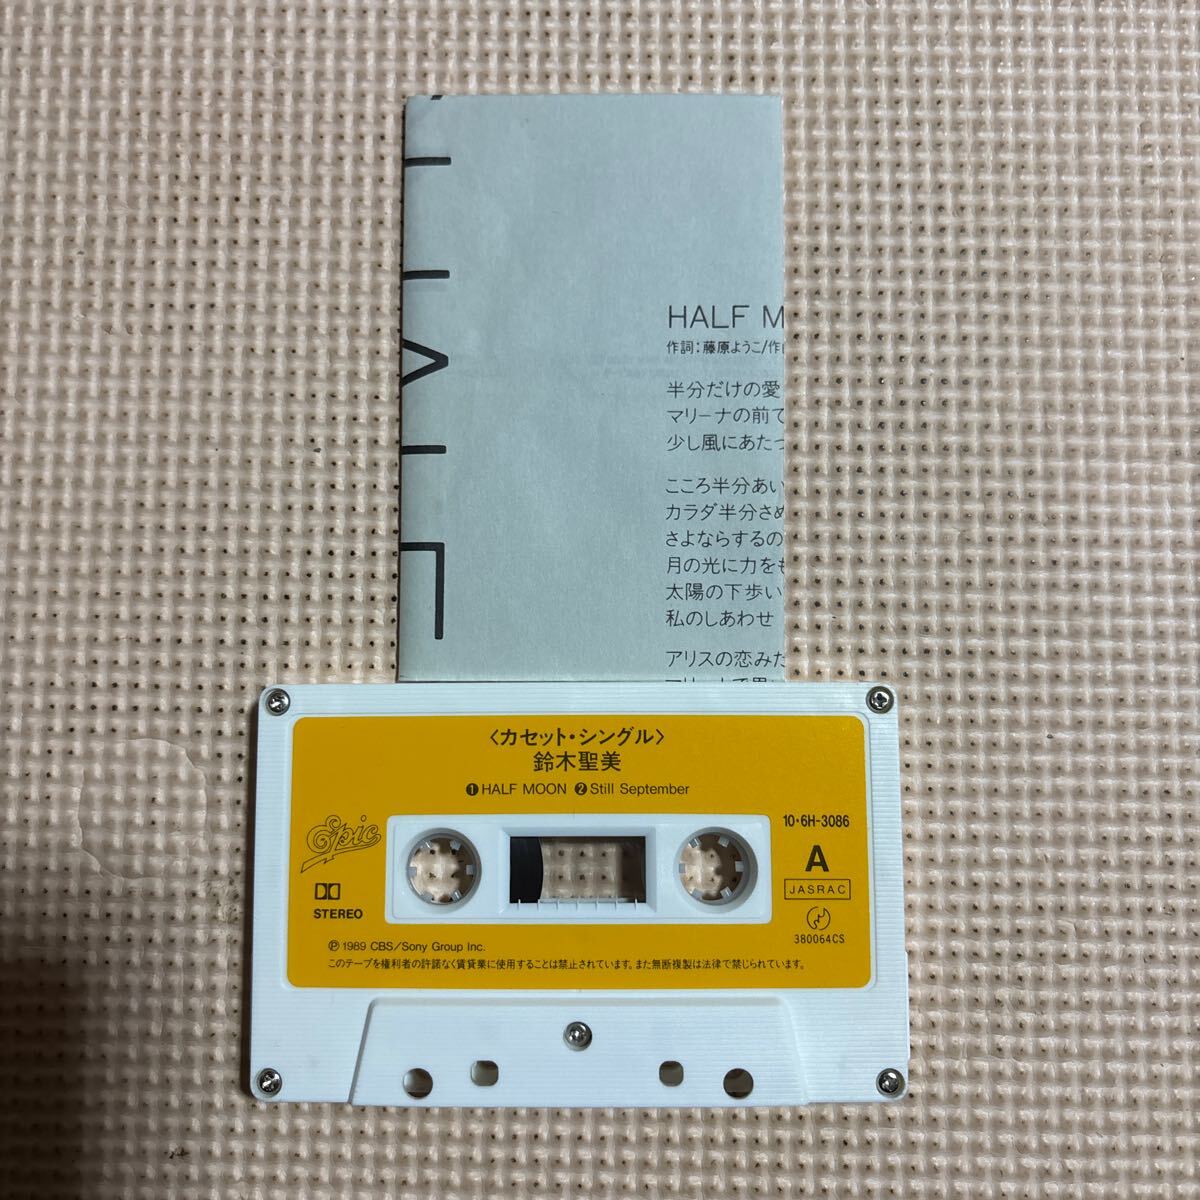 HALF M
作詞:藤原ようこ/作
半分だけの愛
マリーナの前で
少し風にあたっ
こころ半分あい
カラダ半分さめ
さよならするの
月の光に力を
太陽の下歩い
私のしあわせ
アリスの恋みた
〈カセット・シングル〉
鈴木聖美
❶HALF MOON ❷Still September
10・6H-3086
Epic
A
JASRAC
STEREO
380064CS
Ⓟ1989 CBS/Sony Group Inc.
このテープを権利者の許諾なく賃貸業に使用することは禁止されています。また無断複製は法律で禁じられています。